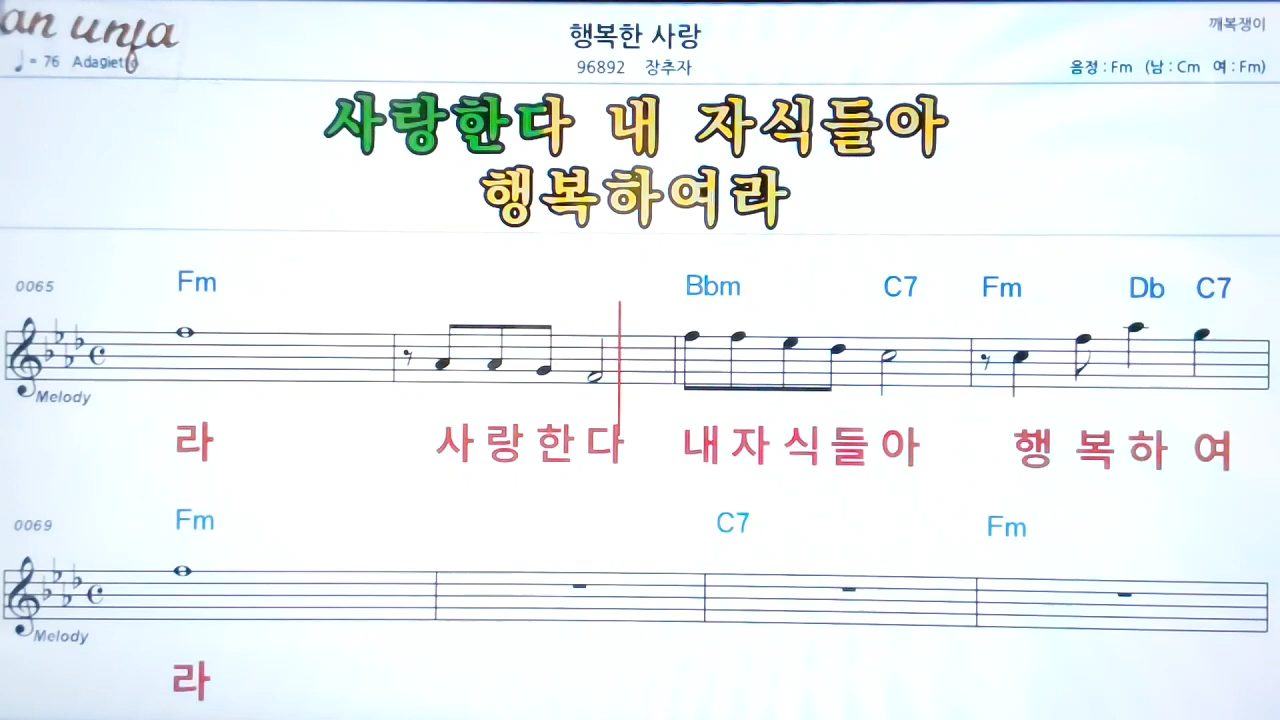 an unja
행복한 사랑
깨복쟁이
♩ = 76 Adagietto
96892 장추자
음정 : Fm (남 : Cm 여 : Fm)
사랑한다 내 자식들아
행복하여라
0065 Fm Bbm C7 Fm Db C7
Melody
라 사랑한다 내자식들아 행복하여
0069 Fm C7 Fm
Melody
라